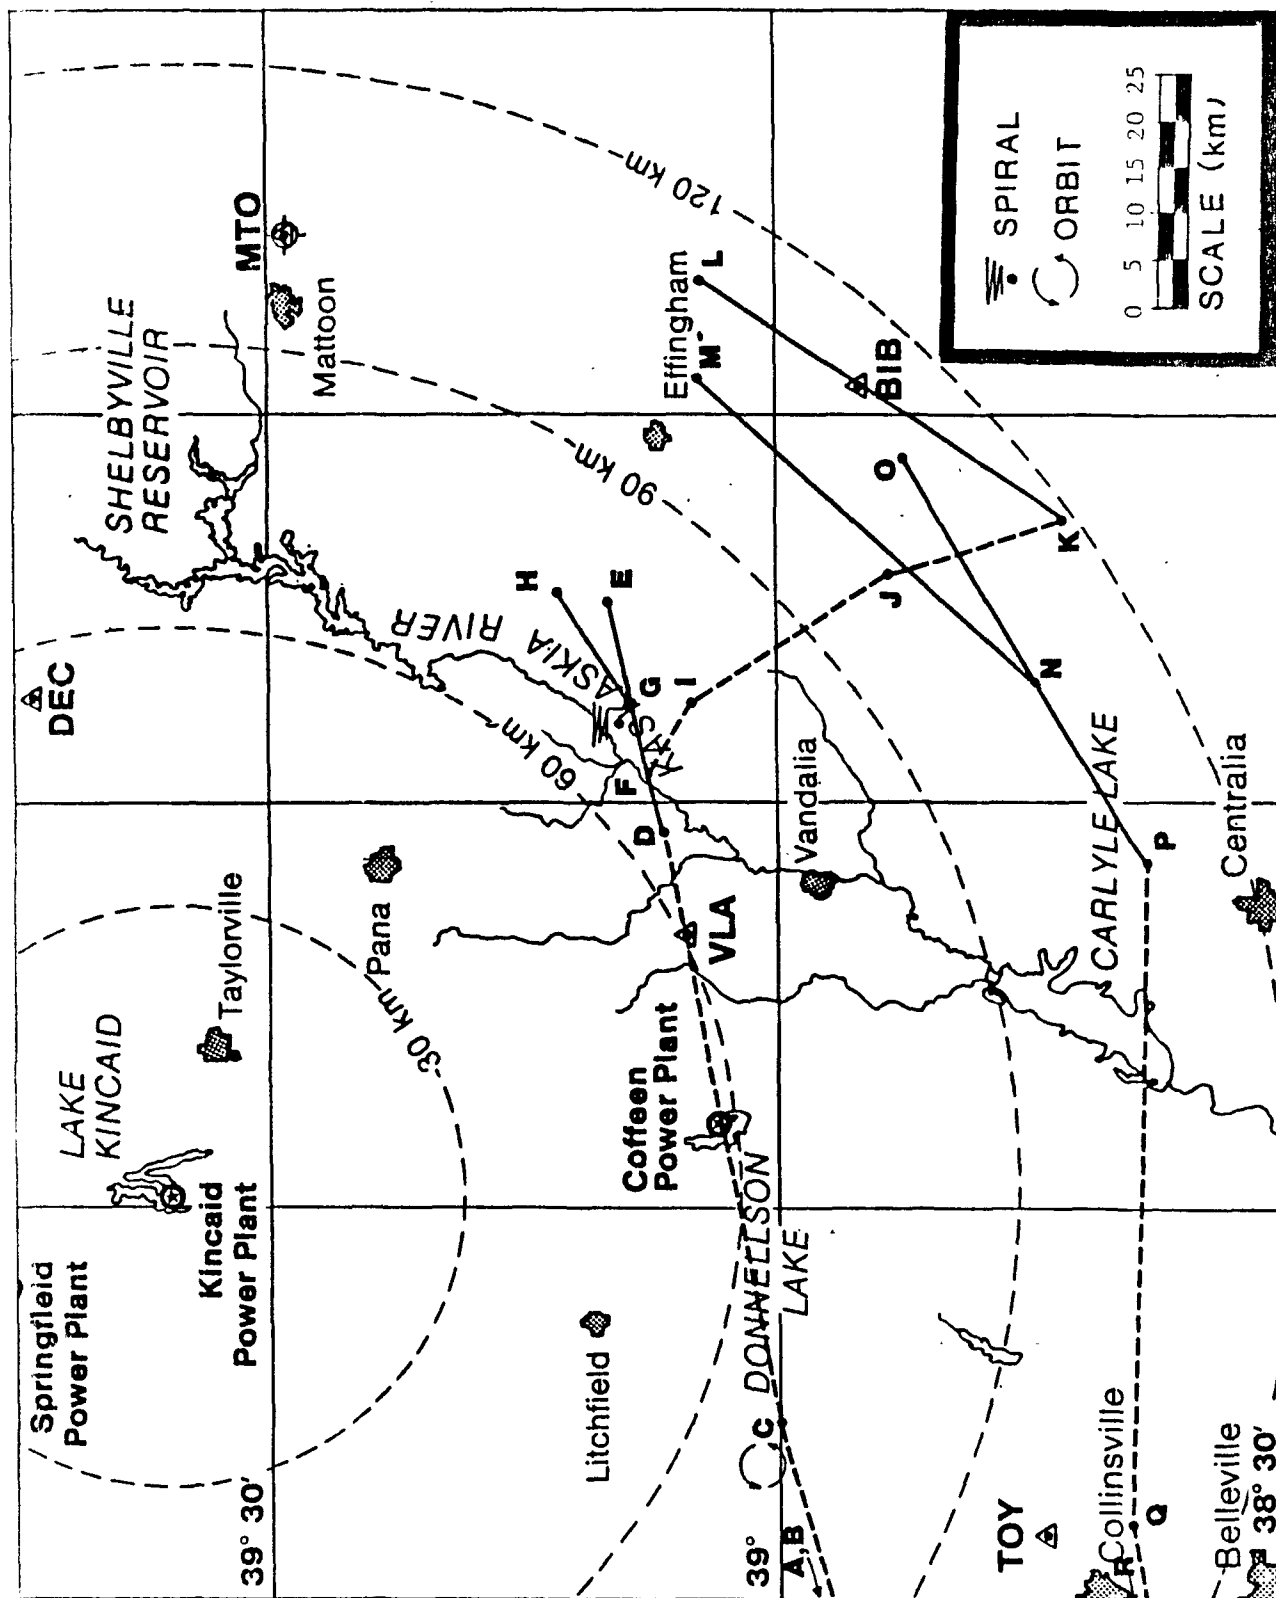 Springfield
Power Plant
LAKE
KINCAID
Kincaid
Power Plant
DEC
Taylorville
Pana
SHELBYVILLE
RESERVOIR
MTO
Mattoon
39° 30'
30 km
60 km
90 km
120 km
Litchfield
Coffeen
Power Plant
VLA
KASKASKIA RIVER
D
F
G
H
E
I
Effingham
M
L
BIB
O
J
K
N
P
39°
A,B
C
DONNELLSON
LAKE
Vandalia
CARLYLE LAKE
Centralia
TOY
Collinsville
R
Q
Belleville
38° 30'
SPIRAL
ORBIT
0 5 10 15 20 25
SCALE (km)